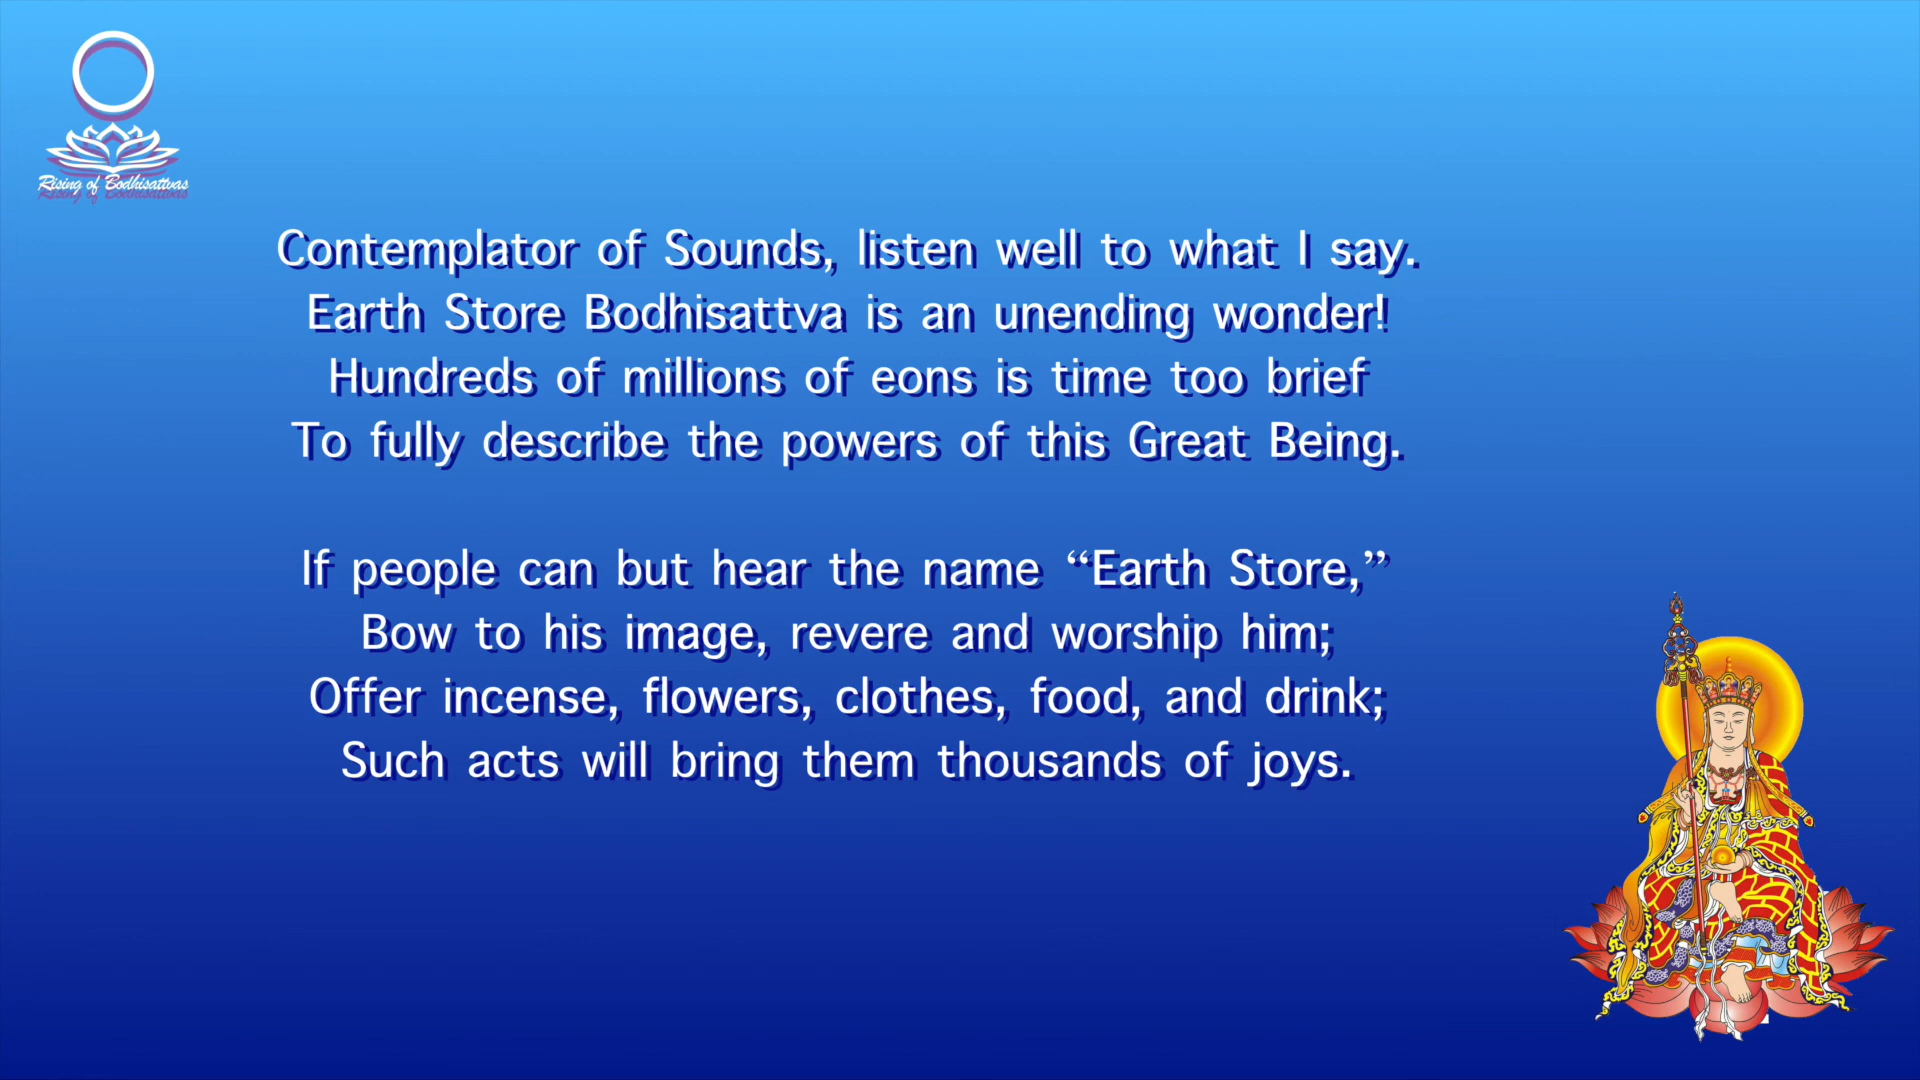 Rising of Bodhisattvas
Contemplator of Sounds, listen well to what I say.
Earth Store Bodhisattva is an unending wonder!
Hundreds of millions of eons is time too brief
To fully describe the powers of this Great Being.
If people can but hear the name “Earth Store,”
Bow to his image, revere and worship him;
Offer incense, flowers, clothes, food, and drink;
Such acts will bring them thousands of joys.